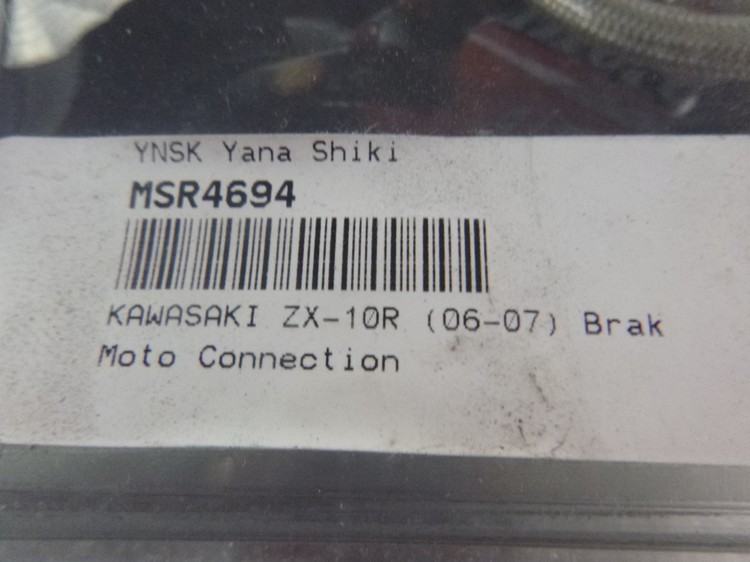 YNSK Yana Shiki
MSR4694
KAWASAKI ZX-10R (06-07) Brak
Moto Connection